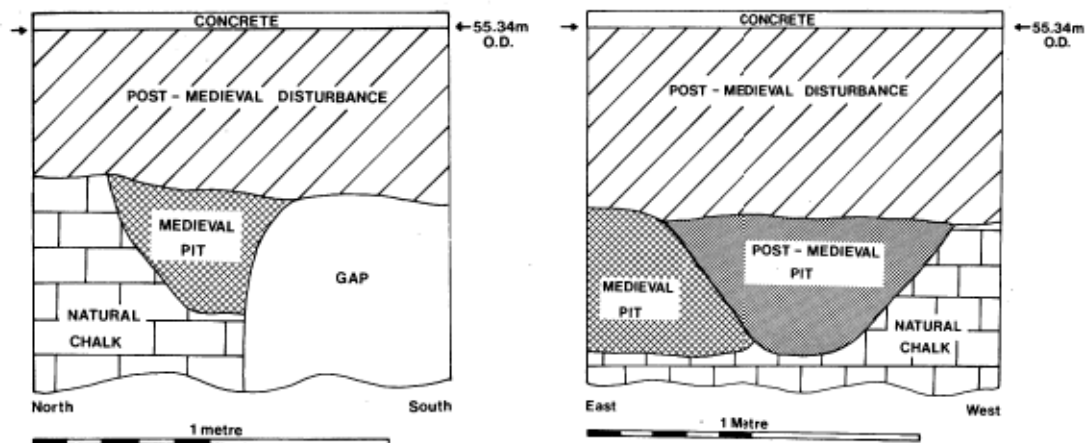 CONCRETE
55.34m
O.D.
POST - MEDIEVAL DISTURBANCE
MEDIEVAL
PIT
GAP
NATURAL
CHALK
North
South
1 metre
CONCRETE
55.34m
O.D.
POST - MEDIEVAL DISTURBANCE
POST - MEDIEVAL
PIT
MEDIEVAL
PIT
NATURAL
CHALK
East
West
1 Metre